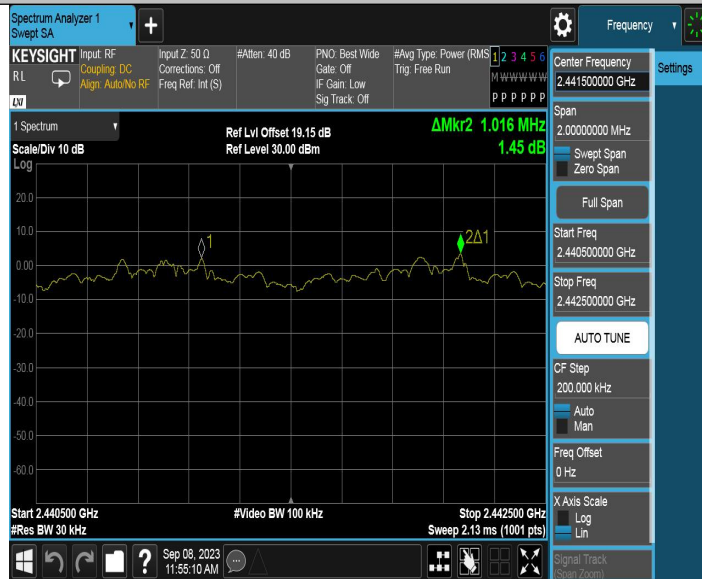 Spectrum Analyzer 1
Swept SA
+
Frequency
KEYSIGHT
RL
LXI
Input: RF
Coupling: DC
Align: Auto/No RF
Input Z: 50 Ω
Corrections: Off
Freq Ref: Int (S)
#Atten: 40 dB
PNO: Best Wide
Gate: Off
IF Gain: Low
Sig Track: Off
#Avg Type: Power (RMS
Trig: Free Run
1 2 3 4 5 6
M W W W W W
P P P P P P
Center Frequency
2.441500000 GHz
Settings
1 Spectrum
Scale/Div 10 dB
Log
Ref Lvl Offset 19.15 dB
Ref Level 30.00 dBm
ΔMkr2 1.016 MHz
1.45 dB
20.0
10.0
0.00
-10.0
-20.0
-30.0
-40.0
-50.0
-60.0
1
2Δ1
Start 2.440500 GHz
#Res BW 30 kHz
#Video BW 100 kHz
Stop 2.442500 GHz
Sweep 2.13 ms (1001 pts)
Span
2.00000000 MHz
Swept Span
Zero Span
Full Span
Start Freq
2.440500000 GHz
Stop Freq
2.442500000 GHz
AUTO TUNE
CF Step
200.000 kHz
Auto
Man
Freq Offset
0 Hz
X Axis Scale
Log
Lin
Signal Track
(Span Zoom)
?
Sep 08, 2023
11:55:10 AM